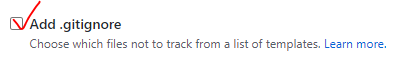 Add .gitignore
Choose which files not to track from a list of templates. Learn more.